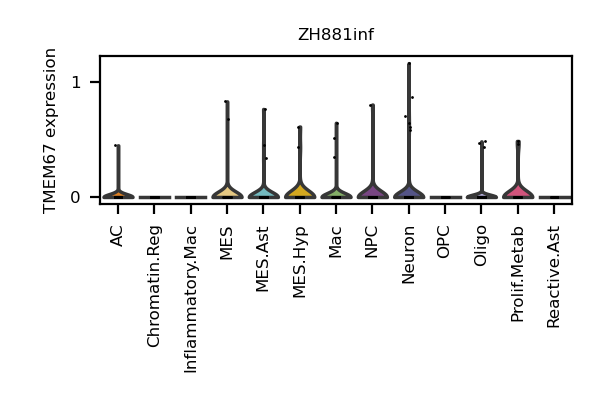 ZH881inf
TMEM67 expression
1
0
AC
Chromatin.Reg
Inflammatory.Mac
MES
MES.Ast
MES.Hyp
Mac
NPC
Neuron
OPC
Oligo
Prolif.Metab
Reactive.Ast